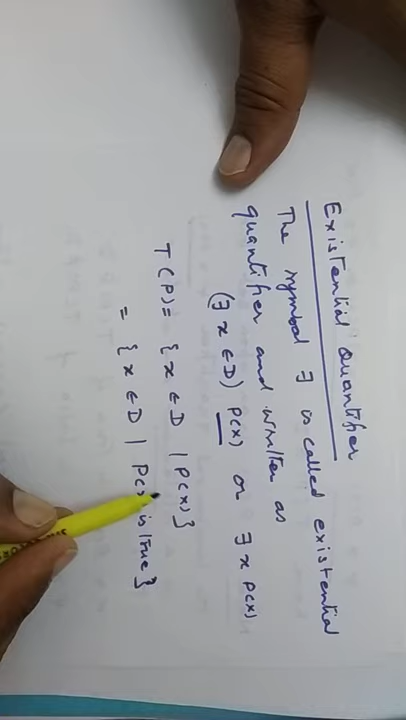 Existential Quantifier
The symbol ∃ is called existential
quantifier and written as
(∃ x ∈ D) P(x) or ∃ x P(x)
T(P) = { x ∈ D | P(x) }
= { x ∈ D | P(x) is true }